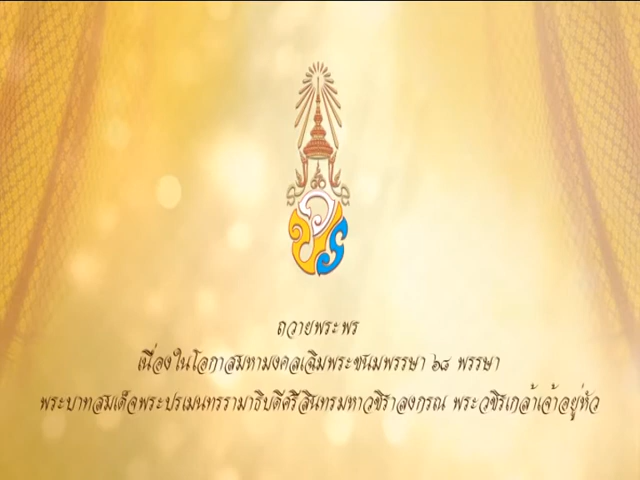 ถวายพระพร
เนื่องในโอกาสมหามงคลเฉลิมพระชนมพรรษา ๖๘ พรรษา
พระบาทสมเด็จพระปรเมนทรรามาธิบดีศรีสินทรมหาวชิราลงกรณ พระวชิรเกล้าเจ้าอยู่หัว